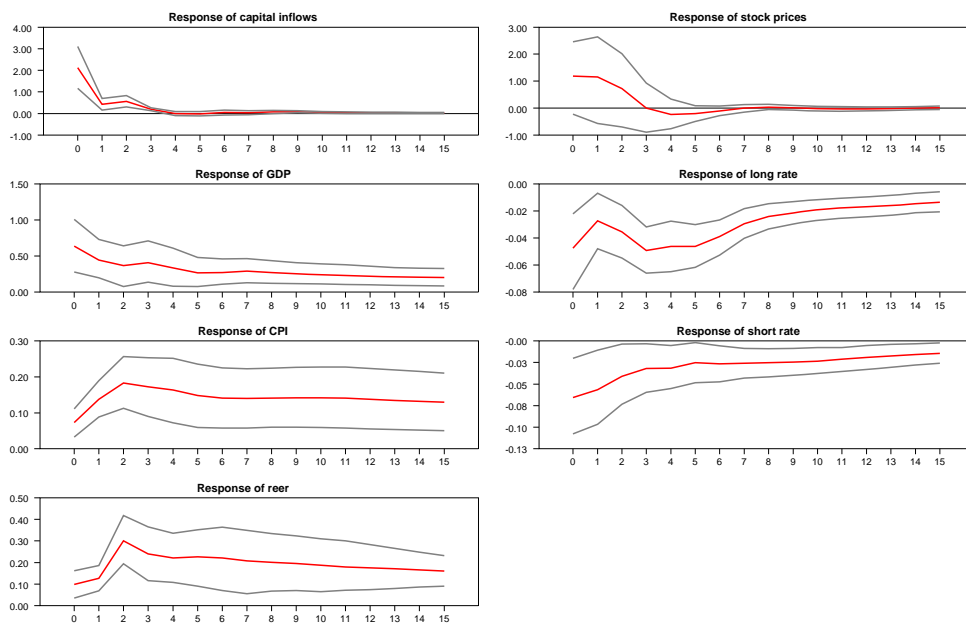 Response of capital inflows
4.00
3.00
2.00
1.00
0.00
-1.00
0 1 2 3 4 5 6 7 8 9 10 11 12 13 14 15
Response of stock prices
3.00
2.00
1.00
0.00
-1.00
0 1 2 3 4 5 6 7 8 9 10 11 12 13 14 15
Response of GDP
1.50
1.00
0.50
0.00
0 1 2 3 4 5 6 7 8 9 10 11 12 13 14 15
Response of long rate
0.00
-0.02
-0.04
-0.06
-0.08
0 1 2 3 4 5 6 7 8 9 10 11 12 13 14 15
Response of CPI
0.30
0.20
0.10
0.00
0 1 2 3 4 5 6 7 8 9 10 11 12 13 14 15
Response of short rate
-0.00
-0.03
-0.05
-0.08
-0.10
-0.13
0 1 2 3 4 5 6 7 8 9 10 11 12 13 14 15
Response of reer
0.50
0.40
0.30
0.20
0.10
0.00
0 1 2 3 4 5 6 7 8 9 10 11 12 13 14 15